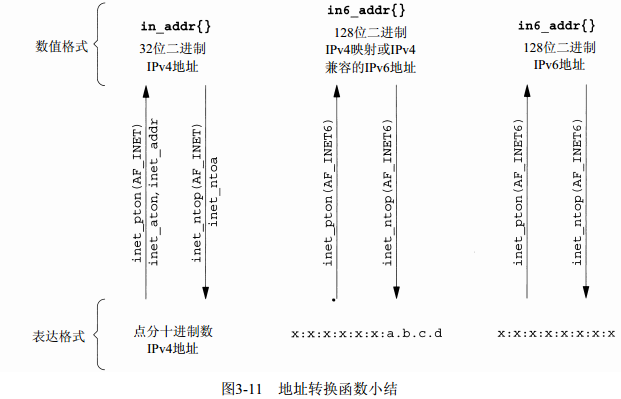 数值格式
in_addr{}
32位二进制
IPv4地址
in6_addr{}
128位二进制
IPv4映射或IPv4
兼容的IPv6地址
in6_addr{}
128位二进制
IPv6地址
inet_pton(AF_INET)
inet_aton,inet_addr
inet_ntop(AF_INET)
inet_ntoa
inet_pton(AF_INET6)
inet_ntop(AF_INET6)
inet_pton(AF_INET6)
inet_ntop(AF_INET6)
表达格式
点分十进制数
IPv4地址
x:x:x:x:x:x:a.b.c.d
x:x:x:x:x:x:x:x
图3-11 地址转换函数小结